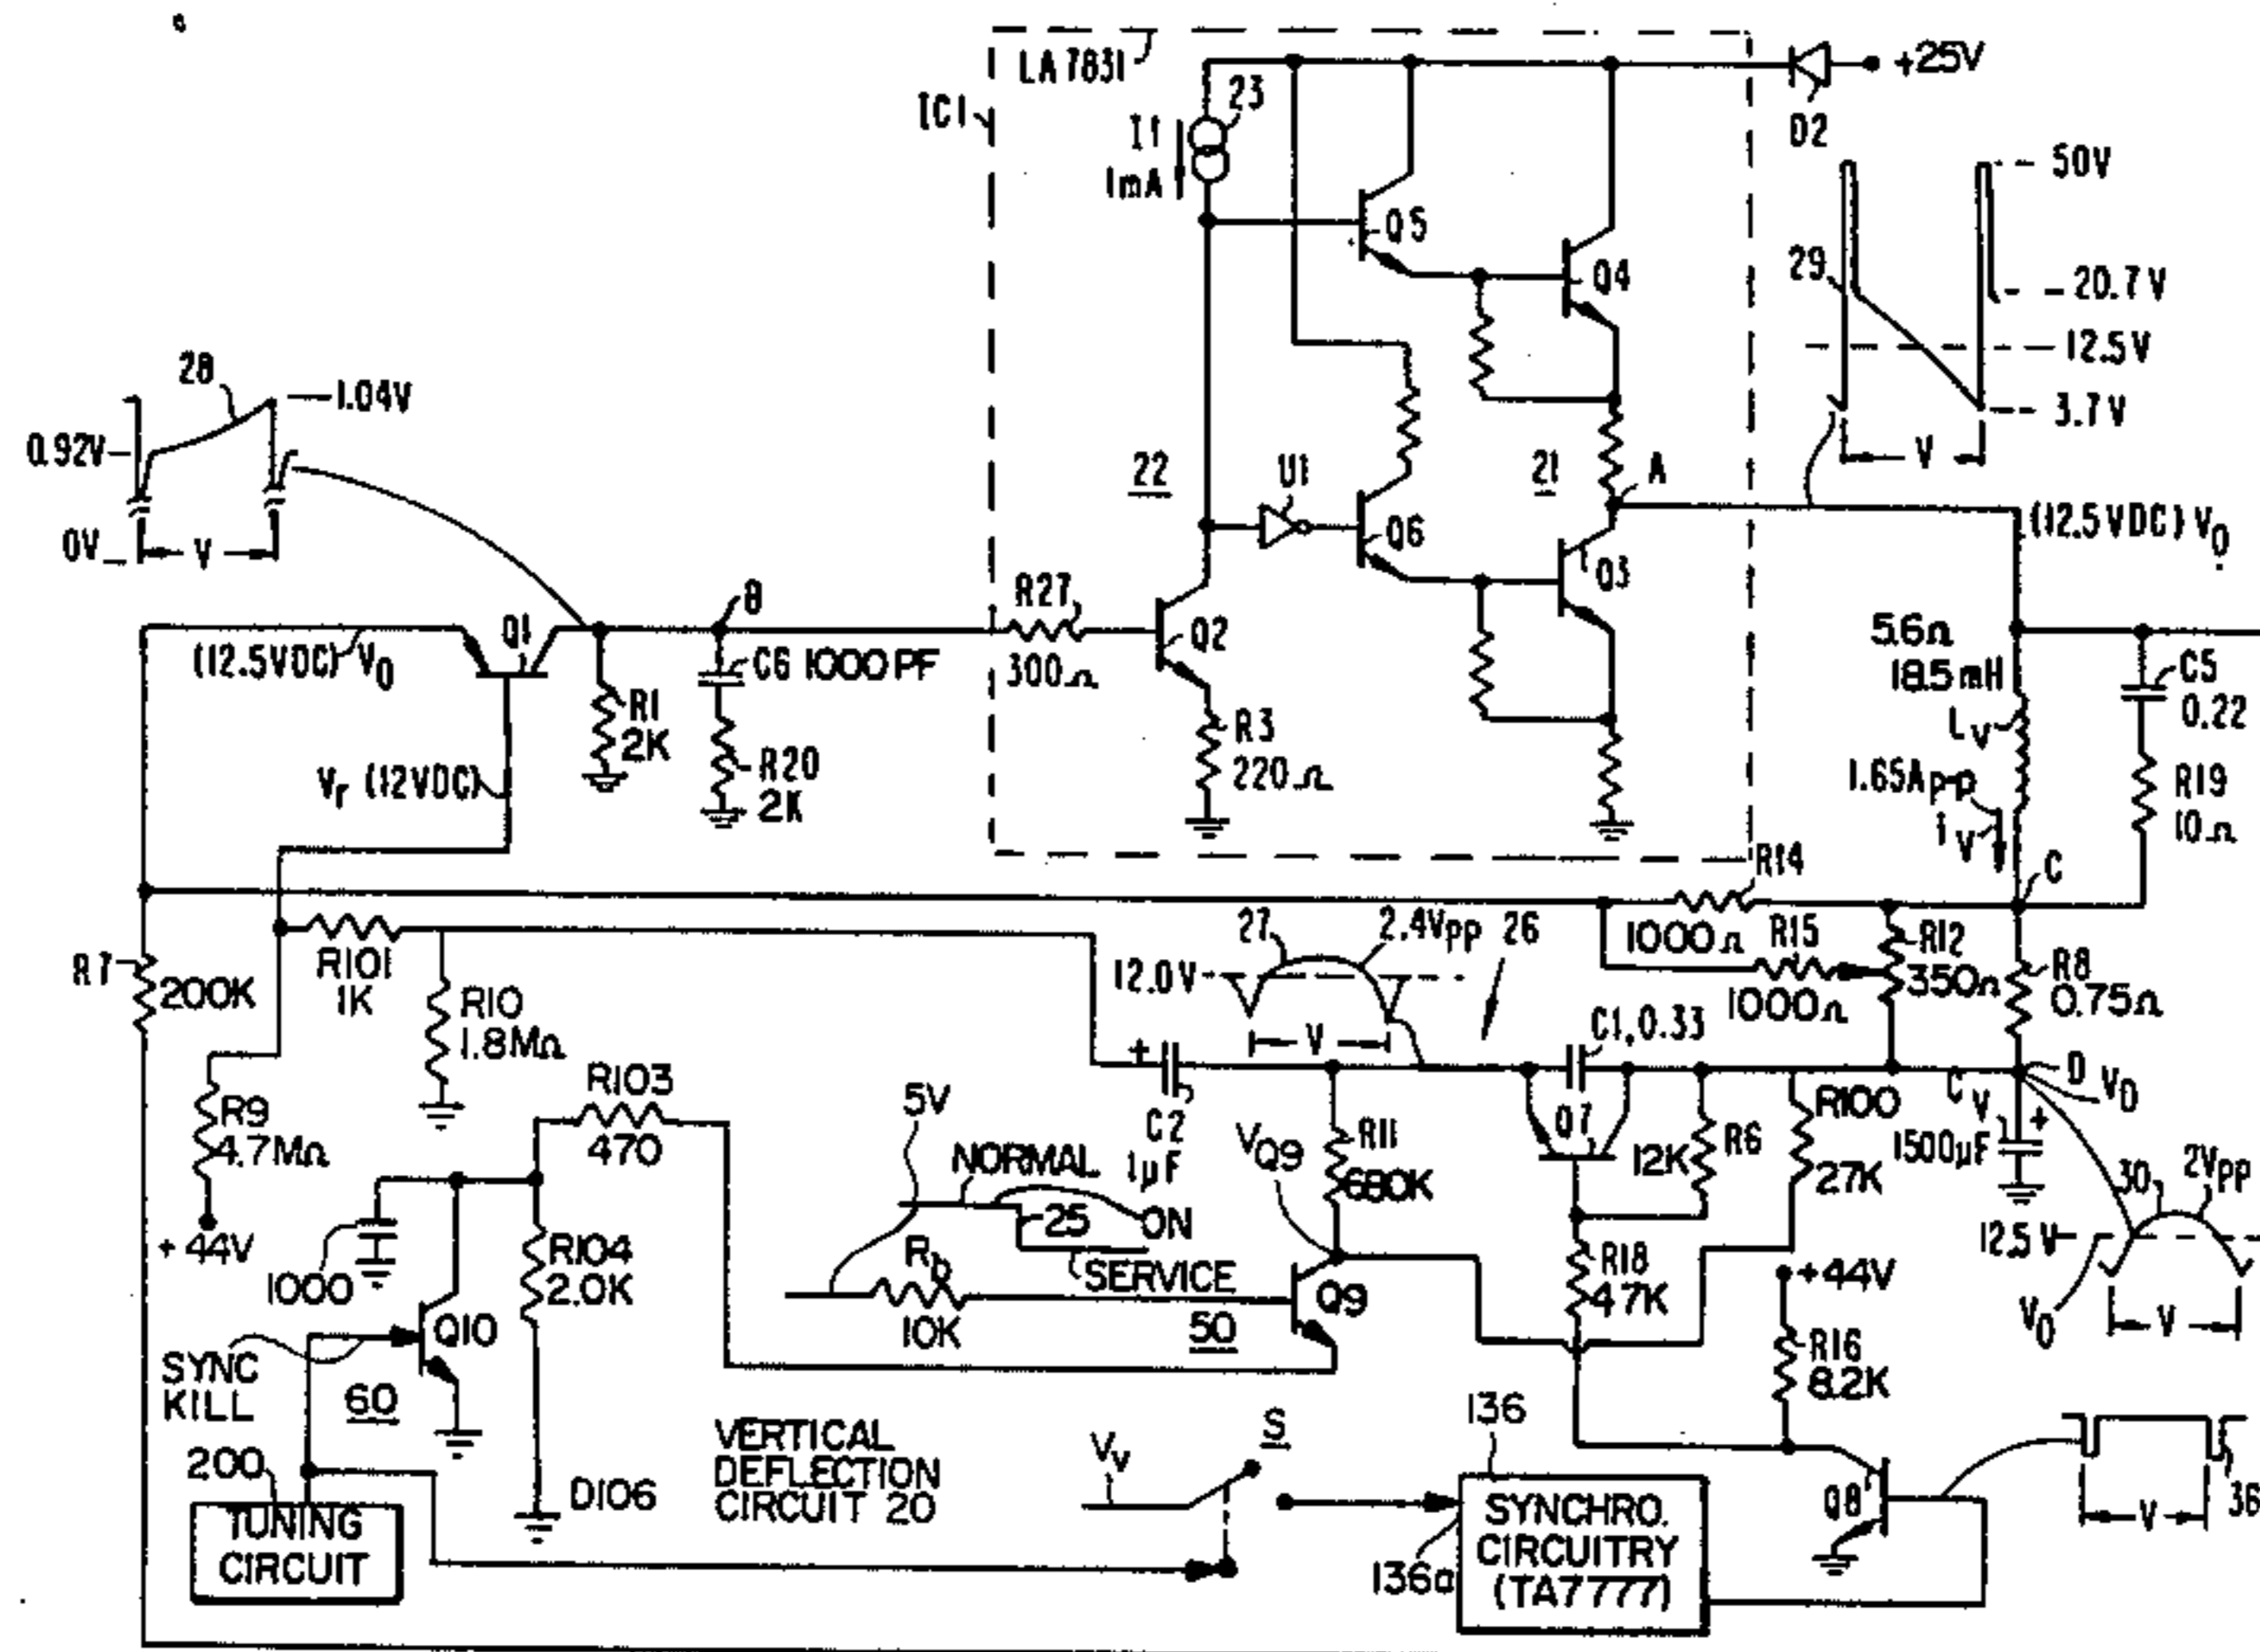 LA 7831
+25V
IC1
23
I1
1mA
D2
50V
Q5
29
Q4
20.7 V
12.5V
28
1.04V
3.7 V
0.92V
22
U1
21
A
V
0V
V
Q6
(12.5VDC) V0
Q3
B
R27
Q1
(12.5VDC) V0
C6 1000PF
300Ω
Q2
5.6Ω
18.5mH
C5
0.22
R1
2K
R3
220Ω
LV
R20
2K
Vr (12VDC)
1.65Ap-p
iV
R19
10Ω
R14
C
27
2.4Vpp
26
1000Ω
R15
R12
350Ω
R101
1K
12.0V
R8
0.75Ω
R7
200K
R10
1.8MΩ
1000Ω
C1, 0.33
V
+
R103
5V
D V0
CV
+
R100
R9
4.7MΩ
470
C2
1μF
VQ9
R11
680K
Q7
R6
12K
1500μF
27K
NORMAL
30
2Vpp
25
ON
+44V
R104
2.0K
Rb
SERVICE
R18
47K
12.5V
1000
+44V
Q9
Q10
10K
50
V0
V
SYNC
KILL
60
R16
8.2K
136
200
VERTICAL
DEFLECTION
CIRCUIT 20
VV
S
D106
Q8
V
36
TUNING
CIRCUIT
SYNCHRO.
CIRCUITRY
(TA7777)
136a